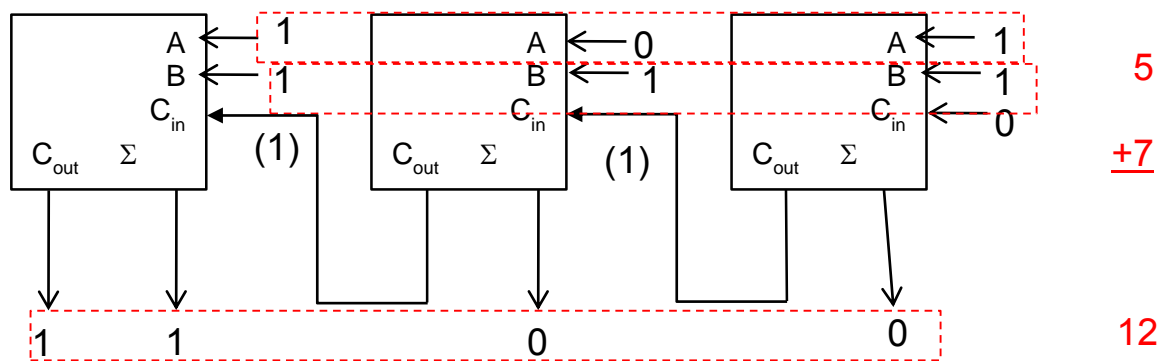 A 1 A 0 A 1
B 1 B 1 B 1 5
C_in C_in C_in 0
(1) (1)
C_out Σ C_out Σ C_out Σ +7
1 1 0 0 12